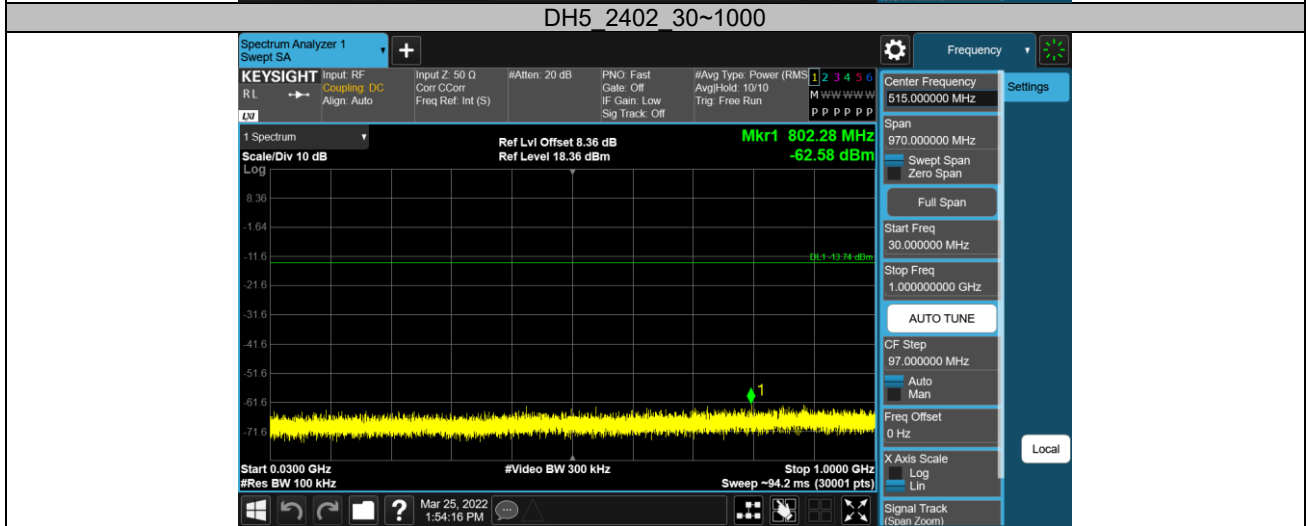 DH5_2402_30~1000
Spectrum Analyzer 1
Swept SA
Frequency
KEYSIGHT
RL
LXI
Input: RF
Coupling: DC
Align: Auto
Input Z: 50 Ω
Corr CCorr
Freq Ref: Int (S)
#Atten: 20 dB
PNO: Fast
Gate: Off
IF Gain: Low
Sig Track: Off
#Avg Type: Power (RMS
Avg|Hold: 10/10
Trig: Free Run
1 2 3 4 5 6
M W W W W W
P P P P P P
1 Spectrum
Scale/Div 10 dB
Log
Ref Lvl Offset 8.36 dB
Ref Level 18.36 dBm
Mkr1 802.28 MHz
-62.58 dBm
8.36
-1.64
-11.6
-21.6
-31.6
-41.6
-51.6
-61.6
-71.6
DL1 -13.74 dBm
1
Start 0.0300 GHz
#Res BW 100 kHz
#Video BW 300 kHz
Stop 1.0000 GHz
Sweep ~94.2 ms (30001 pts)
Mar 25, 2022
1:54:16 PM
Center Frequency
515.000000 MHz
Span
970.000000 MHz
Swept Span
Zero Span
Full Span
Start Freq
30.000000 MHz
Stop Freq
1.000000000 GHz
AUTO TUNE
CF Step
97.000000 MHz
Auto
Man
Freq Offset
0 Hz
X Axis Scale
Log
Lin
Signal Track
(Span Zoom)
Settings
Local